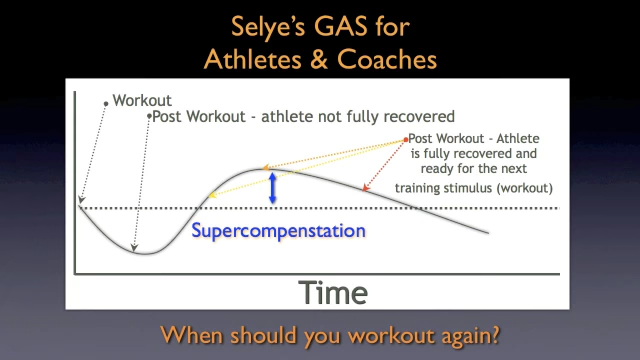 Selye's GAS for
Athletes & Coaches
Workout
Post Workout - athlete not fully recovered
Post Workout - Athlete
is fully recovered and
ready for the next
training stimulus (workout)
Supercompenstation
Time
When should you workout again?